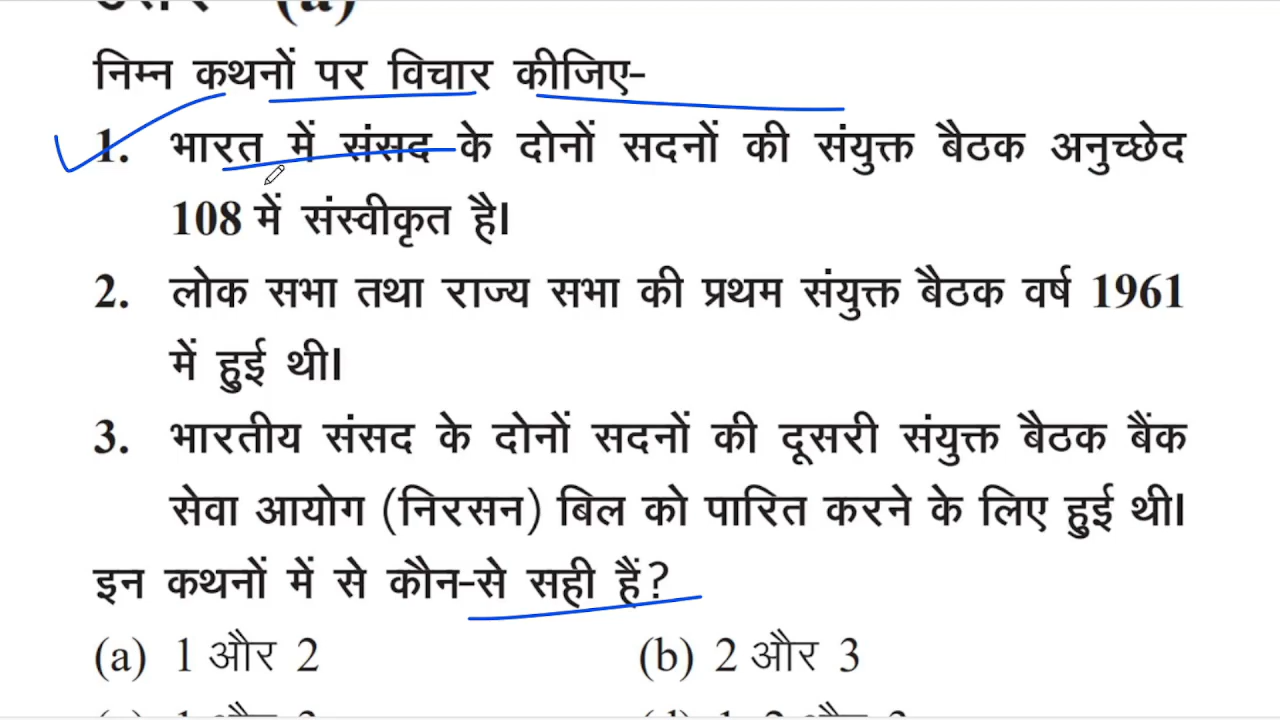 (a)
निम्न कथनों पर विचार कीजिए-
1. भारत में संसद के दोनों सदनों की संयुक्त बैठक अनुच्छेद
108 में संस्वीकृत है।
2. लोक सभा तथा राज्य सभा की प्रथम संयुक्त बैठक वर्ष 1961
में हुई थी।
3. भारतीय संसद के दोनों सदनों की दूसरी संयुक्त बैठक बैंक
सेवा आयोग (निरसन) बिल को पारित करने के लिए हुई थी।
इन कथनों में से कौन-से सही हैं?
(a) 1 और 2 (b) 2 और 3